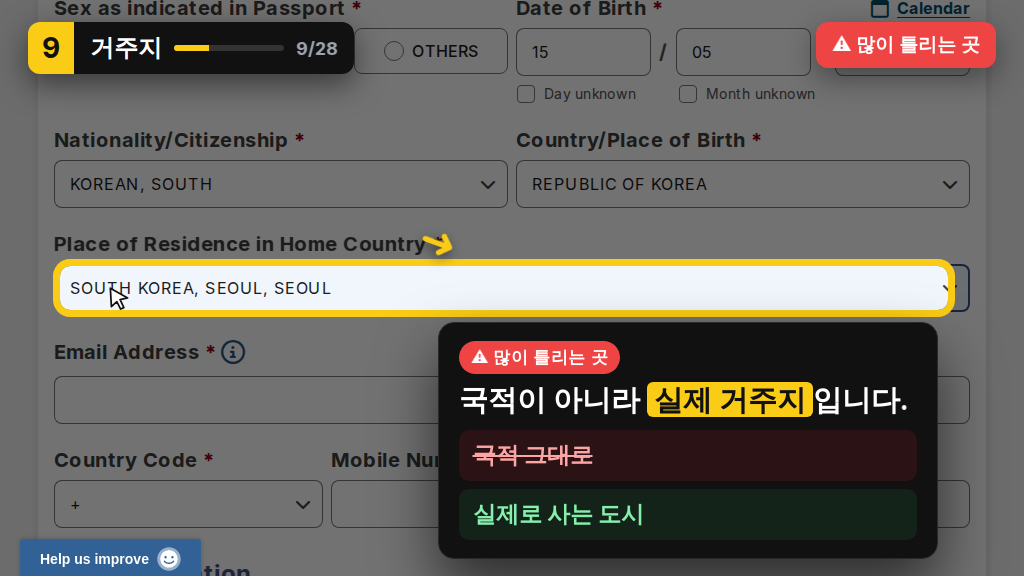 Sex as indicated in Passport *
Date of Birth *
Calendar
9 거주지 9/28
OTHERS
15 / 05
많이 틀리는 곳
Day unknown
Month unknown
Nationality/Citizenship *
Country/Place of Birth *
KOREAN, SOUTH
REPUBLIC OF KOREA
Place of Residence in Home Country
SOUTH KOREA, SEOUL, SEOUL
Email Address *
많이 틀리는 곳
국적이 아니라 실제 거주지입니다.
국적 그대로
실제로 사는 도시
Country Code *
Mobile Nu
+
Help us improve
tion